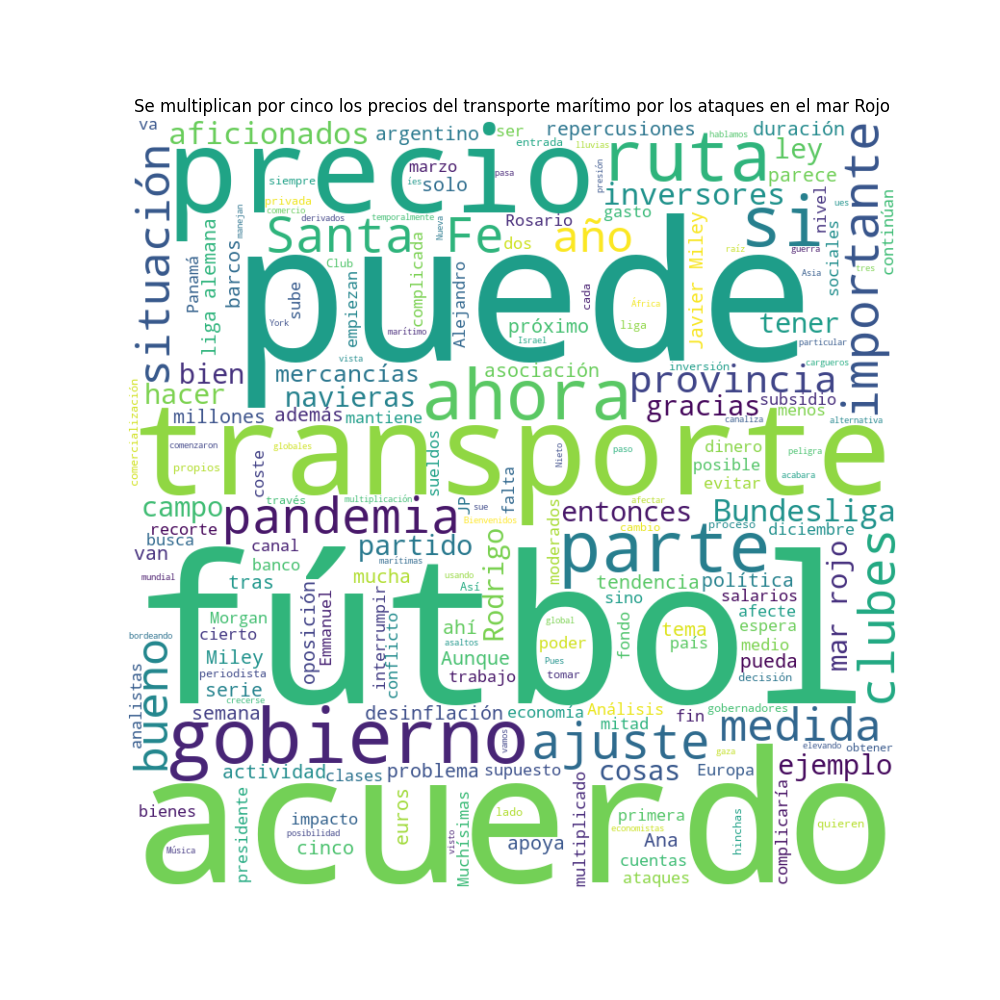 Se multiplican por cinco los precios del transporte marítimo por los ataques en el mar Rojo
va
aficionados
argentino
ser
repercusiones
hablamos
duración
entrada
lluvias
precio
ruta
ley
importante
situación
siempre
marzo
pasa
presión
parece
íes
solo
inversores
privada
comercio
derivados
temporalmente
manejan
Nueva
Rosario
gasto
nivel
ues
continúan
Santa Fe
dos
año
si
Javier Miley
raíz
guerra
sociales
liga alemana
Panamá
barcos
Club
complicada
Alejandro
puede
cada
África
Asia
tres
sube
empiezan
York
marítimo
próximo
liga
tener
Israel
particular
vista
bien
mercancías
asociación
inversión
cargueros
provincia
hacer
navieras
ahora
gracias
subsidio
menos
comercialización
millones
además
mantiene
canaliza
alternativa
transporte
comenzaron
globales
Nieto
paso
dinero
peligra
propios
coste
sueldos
falta
posible
acabara
evitar
campo
través
multiplicación
JP
sue
afectar
pandemia
Bienvenidos
entonces
Bundesliga
recorte
cambio
proceso
diciembre
busca
van
canal
partido
parte
moderados
Rodrigo
clubes
mar rojo
banco
marítimas
mundial
tras
mucha
usando
Así
tendencia
política
sino
salarios
afecte
Morgan
oposición
Emmanuel
interrumpir
conflicto
fútbol
global
fondo
bordeando
cierto
ahí
asaltos
poder
tema
país
espera
medio
bueno
Miley
periodista
Aunque
trabajo
Pues
tomar
pueda
decisión
analistas
serie
crecerse
semana
desinflación
economía
Análisis
mitad
fin
gobernadores
gobierno
vamos
ajuste
medida
gaza
elevando
obtener
actividad
clases
problema
supuesto
cosas
Europa
ejemplo
acuerdo
bienes
presidente
impacto
posibilidad
euros
lado
primera
quieren
multiplicado
economistas
hinchas
complicaría
Música
cinco
visto
Muchísimas
apoya
Ana
cuentas
ataques